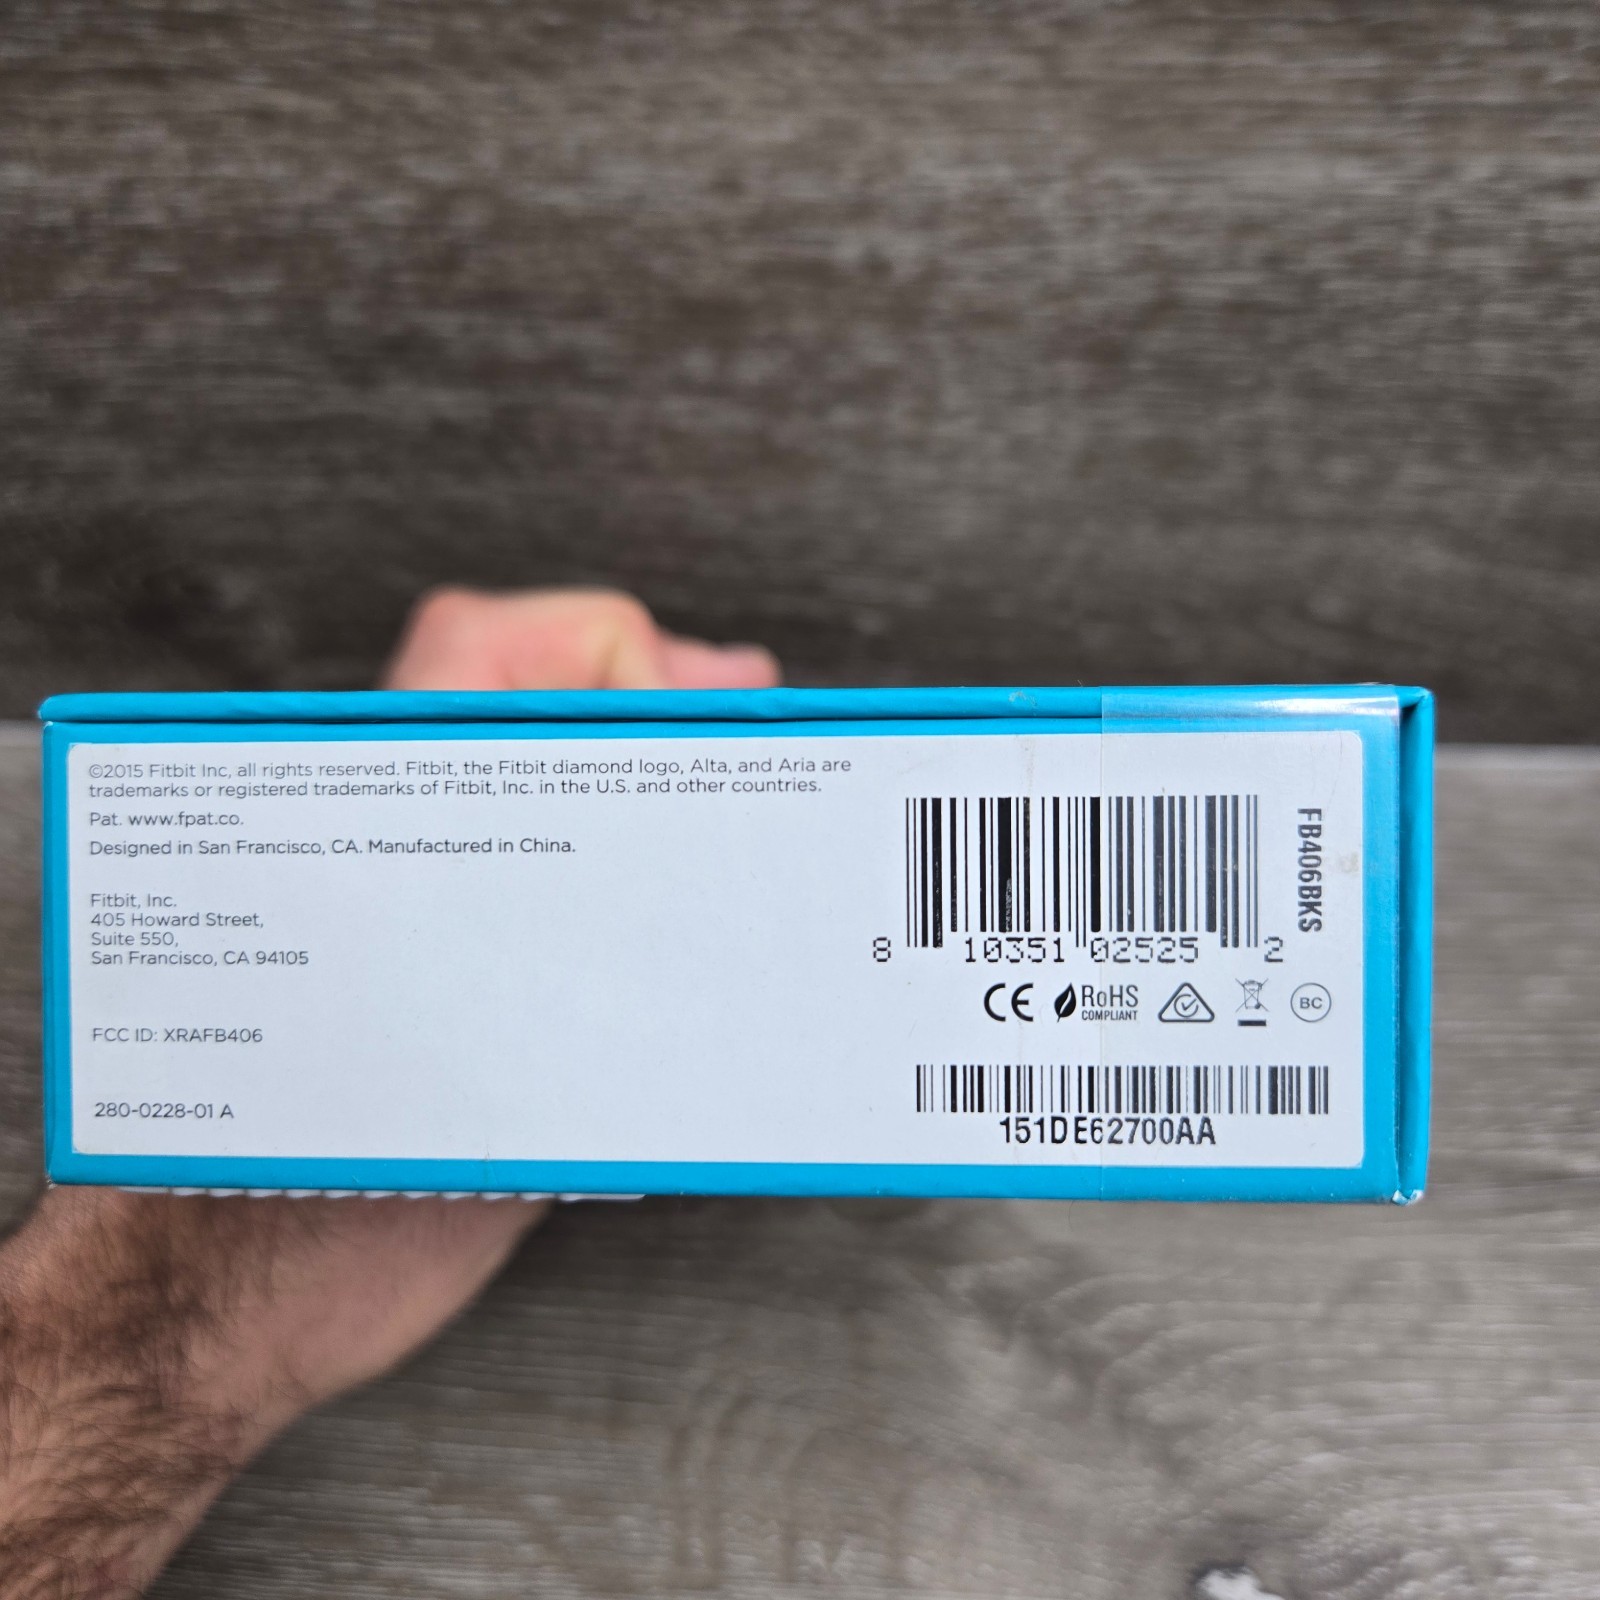 ©2015 Fitbit Inc, all rights reserved. Fitbit, the Fitbit diamond logo, Alta, and Aria are
trademarks or registered trademarks of Fitbit, Inc. in the U.S. and other countries.
Pat. www.fpat.co.
Designed in San Francisco, CA. Manufactured in China.
Fitbit, Inc.
405 Howard Street,
Suite 550,
San Francisco, CA 94105
FCC ID: XRAFB406
280-0228-01 A
8 10351 02525 2
FB406BKS
CE
RoHS
COMPLIANT
BC
151DE62700AA